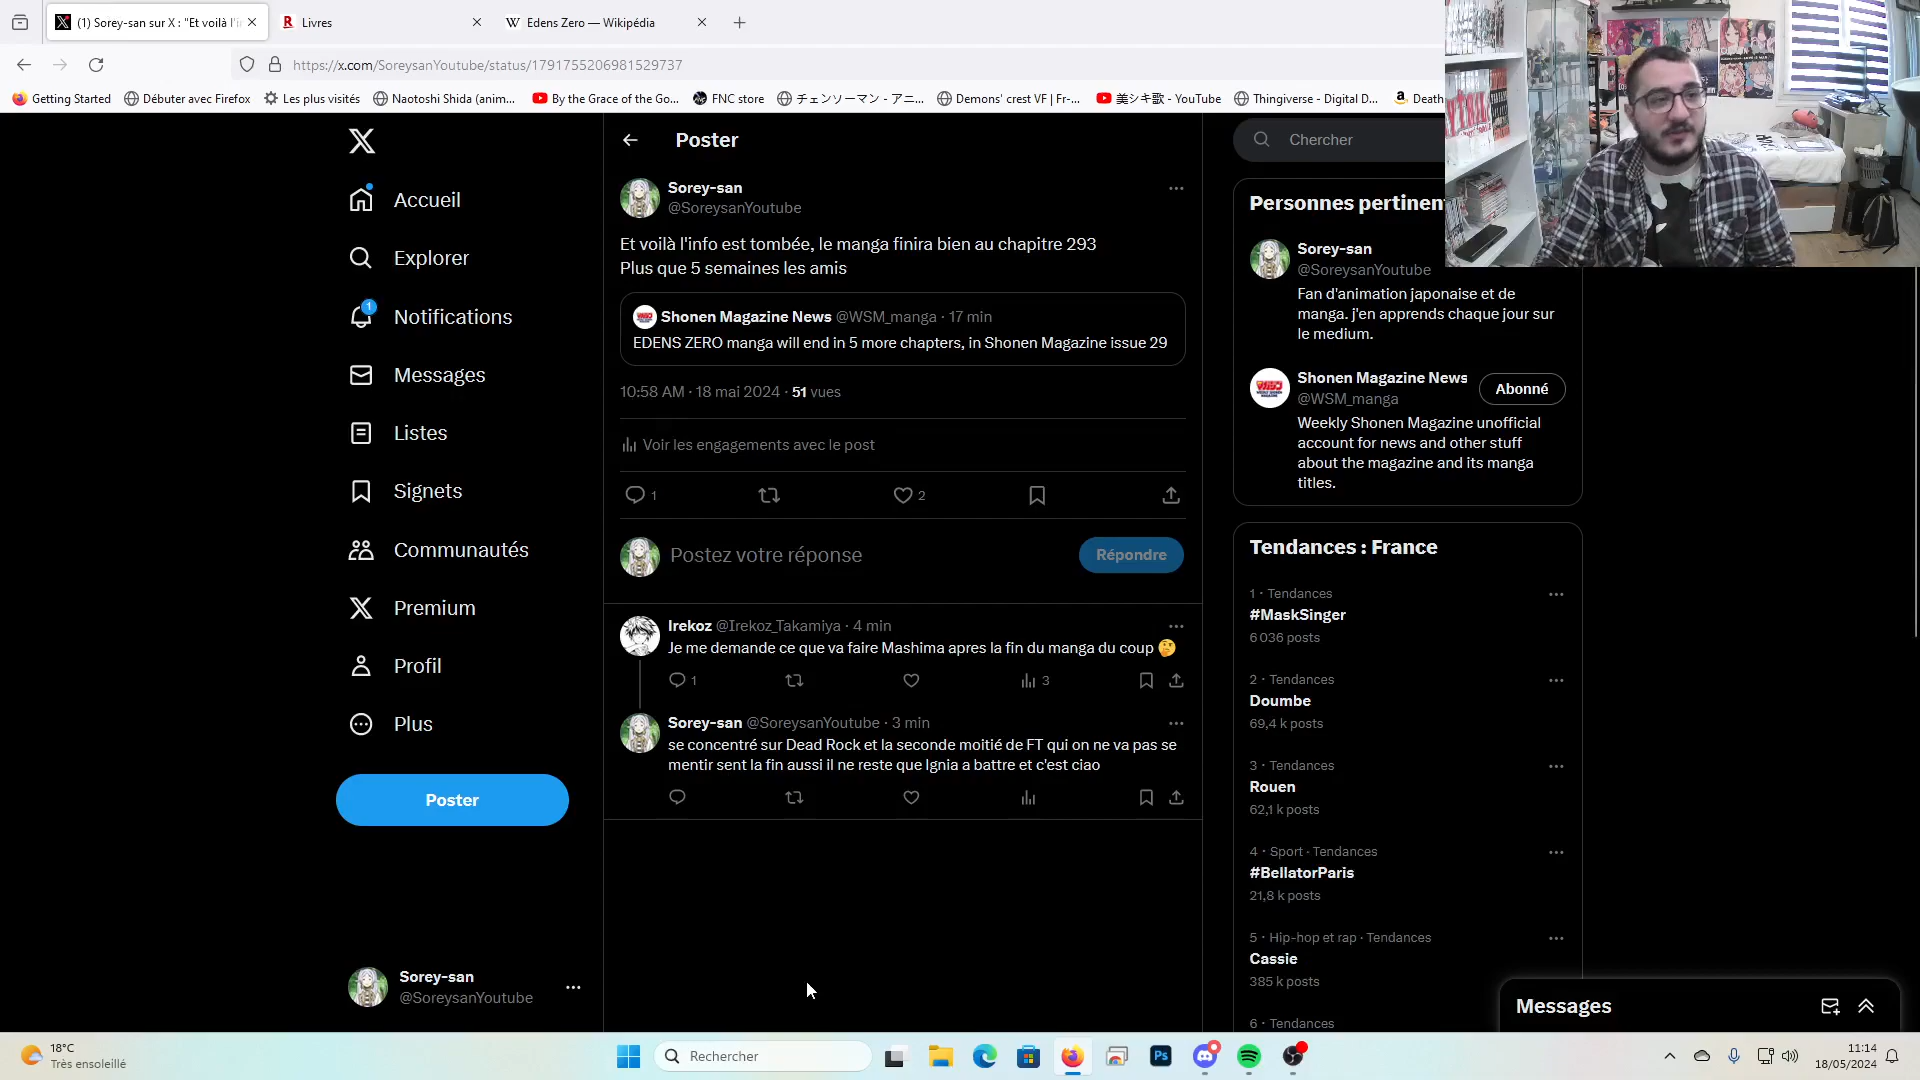 (1) Sorey-san sur X : "Et voilà l'i
Livres
Edens Zero — Wikipédia
https://x.com/SoreysanYoutube/status/1791755206981529737
Getting Started
Débuter avec Firefox
Les plus visités
Naotoshi Shida (anim...
By the Grace of the Go...
FNC store
チェンソーマン - アニ...
Demons' crest VF | Fr-...
美シキ歌 - YouTube
Thingiverse - Digital D...
Death
Accueil
Explorer
1
Notifications
Messages
Listes
Signets
Communautés
Premium
Profil
Plus
Poster
Sorey-san
@SoreysanYoutube
Poster
Sorey-san
@SoreysanYoutube
Et voilà l'info est tombée, le manga finira bien au chapitre 293
Plus que 5 semaines les amis
Shonen Magazine News @WSM_manga · 17 min
EDENS ZERO manga will end in 5 more chapters, in Shonen Magazine issue 29
10:58 AM · 18 mai 2024 · 51 vues
Voir les engagements avec le post
1
2
Postez votre réponse
Répondre
Irekoz @Irekoz_Takamiya · 4 min
Je me demande ce que va faire Mashima apres la fin du manga du coup 🤔
1
3
Sorey-san @SoreysanYoutube · 3 min
se concentré sur Dead Rock et la seconde moitié de FT qui on ne va pas se
mentir sent la fin aussi il ne reste que Ignia a battre et c'est ciao
Chercher
Personnes pertinen
Sorey-san
@SoreysanYoutube
Fan d'animation japonaise et de
manga. j'en apprends chaque jour sur
le medium.
Shonen Magazine News
@WSM_manga
Abonné
Weekly Shonen Magazine unofficial
account for news and other stuff
about the magazine and its manga
titles.
Tendances : France
1 · Tendances
#MaskSinger
6 036 posts
2 · Tendances
Doumbe
69,4 k posts
3 · Tendances
Rouen
62,1 k posts
4 · Sport · Tendances
#BellatorParis
21,8 k posts
5 · Hip-hop et rap · Tendances
Cassie
385 k posts
6 · Tendances
Messages
18°C
Très ensoleillé
Rechercher
Ps
11:14
18/05/2024